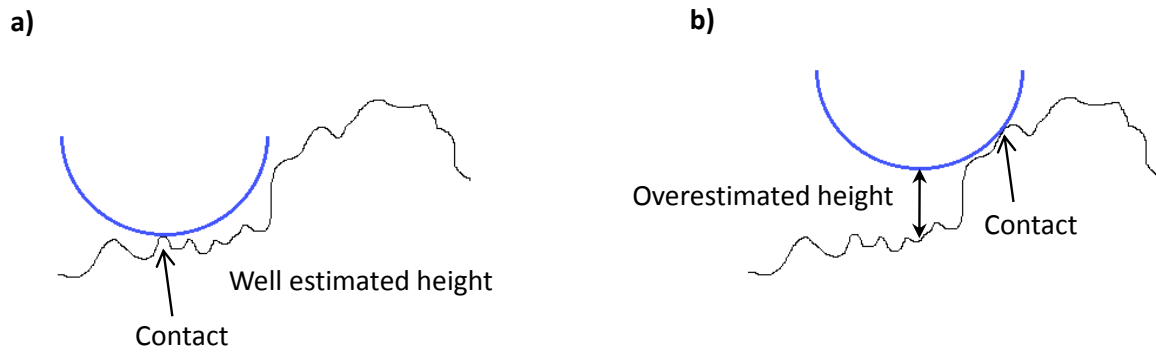 a)
Well estimated height
Contact
b)
Overestimated height
Contact